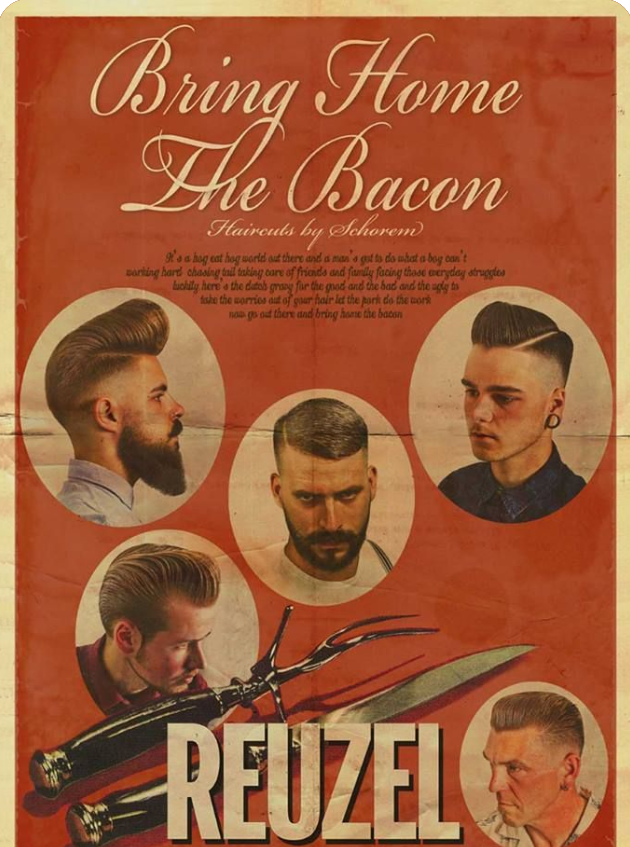 Bring Home
The Bacon
Haircuts by Schorem
It's a hog eat hog world out there and a man's got to do what a boy can't
working hard chasing tail taking care of friends and family facing those everyday struggles
luckily here's the dutch gravy for the good and the bad and the ugly to
take the worries out of your hair let the pork do the work
now go out there and bring home the bacon
REUZEL